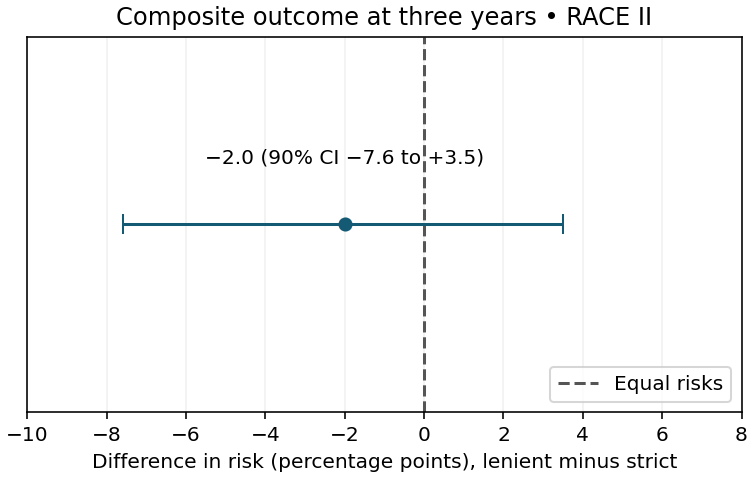 Composite outcome at three years • RACE II
−2.0 (90% CI −7.6 to +3.5)
Equal risks
−10 −8 −6 −4 −2 0 2 4 6 8
Difference in risk (percentage points), lenient minus strict